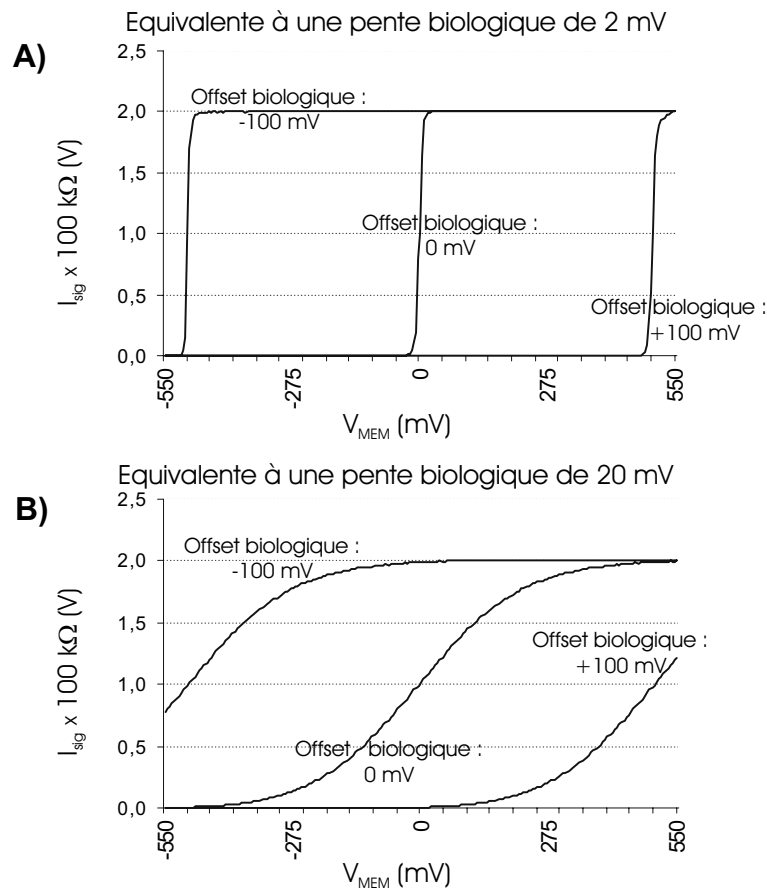 Equivalente à une pente biologique de 2 mV
A)
2,5
2,0
1,5
1,0
0,5
0,0
I_sig x 100 kΩ (V)
Offset biologique :
-100 mV
Offset biologique :
0 mV
Offset biologique :
+100 mV
-550
-275
0
275
550
V_MEM (mV)
Equivalente à une pente biologique de 20 mV
B)
2,5
2,0
1,5
1,0
0,5
0,0
I_sig x 100 kΩ (V)
Offset biologique :
-100 mV
Offset biologique :
+100 mV
Offset biologique :
0 mV
-550
-275
0
275
550
V_MEM (mV)